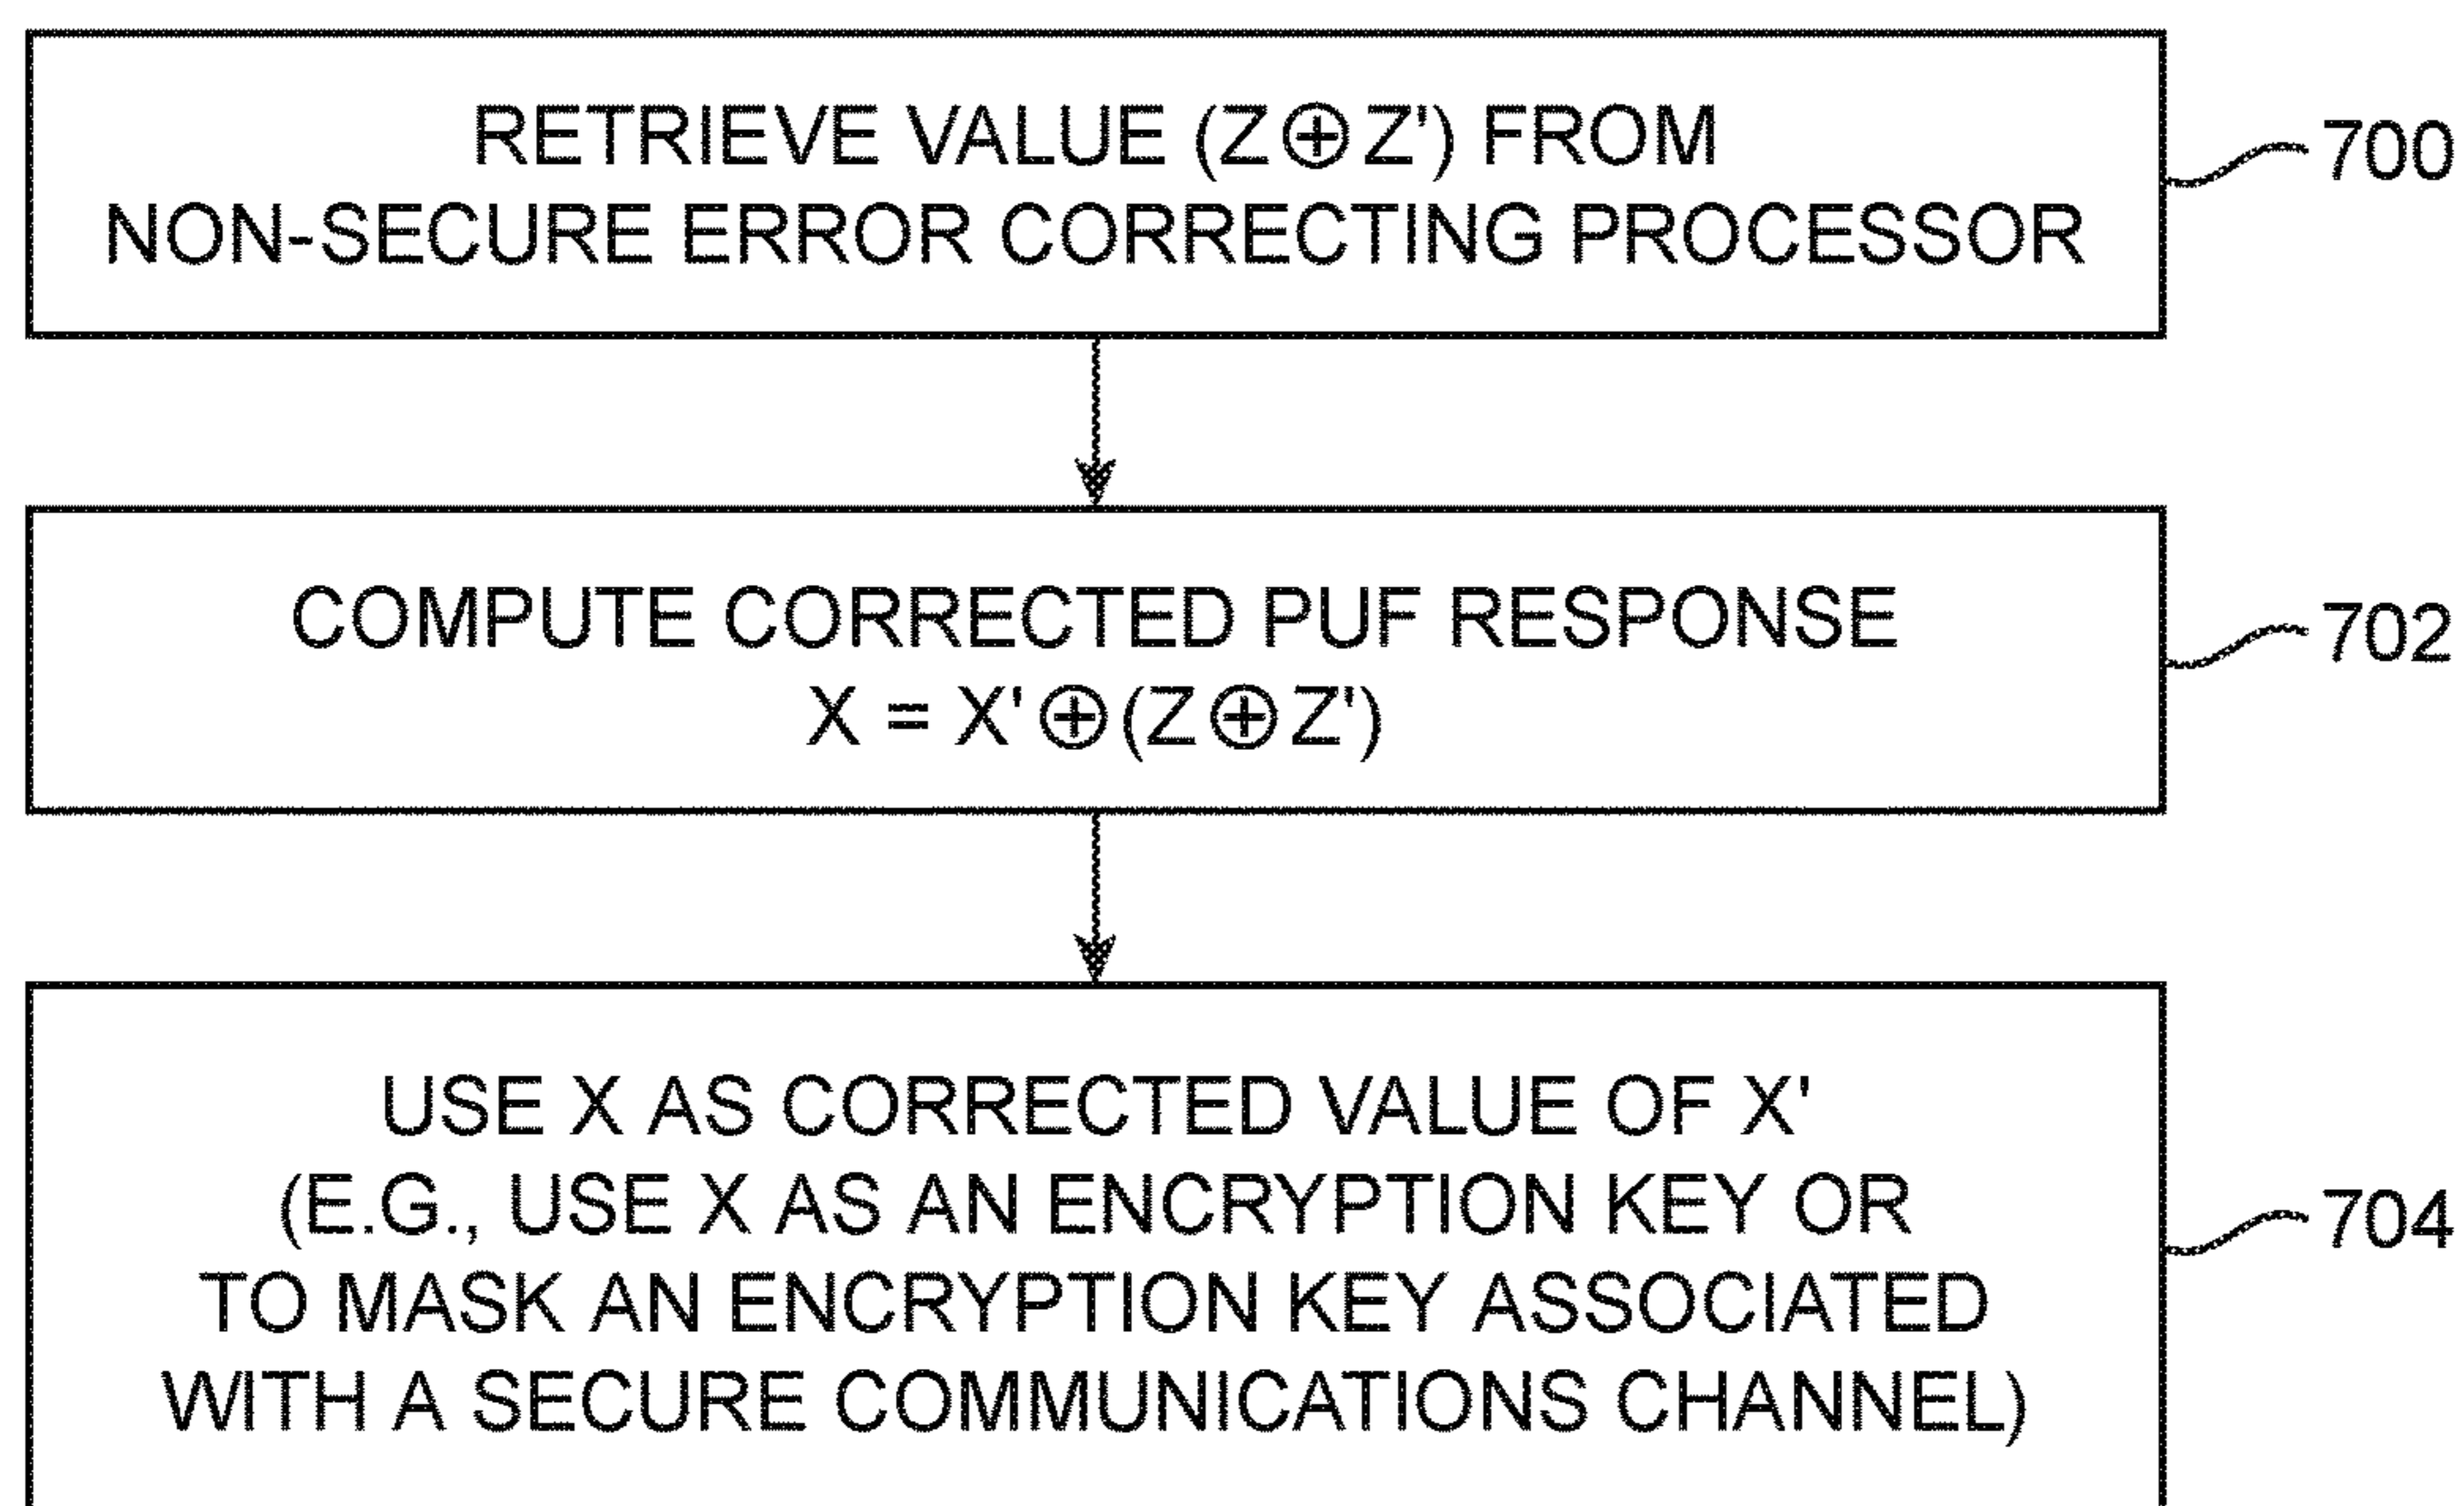 RETRIEVE VALUE (Z⊕Z') FROM
NON-SECURE ERROR CORRECTING PROCESSOR
700
COMPUTE CORRECTED PUF RESPONSE
X = X'⊕(Z⊕Z')
702
USE X AS CORRECTED VALUE OF X'
(E.G., USE X AS AN ENCRYPTION KEY OR
TO MASK AN ENCRYPTION KEY ASSOCIATED
WITH A SECURE COMMUNICATIONS CHANNEL)
704